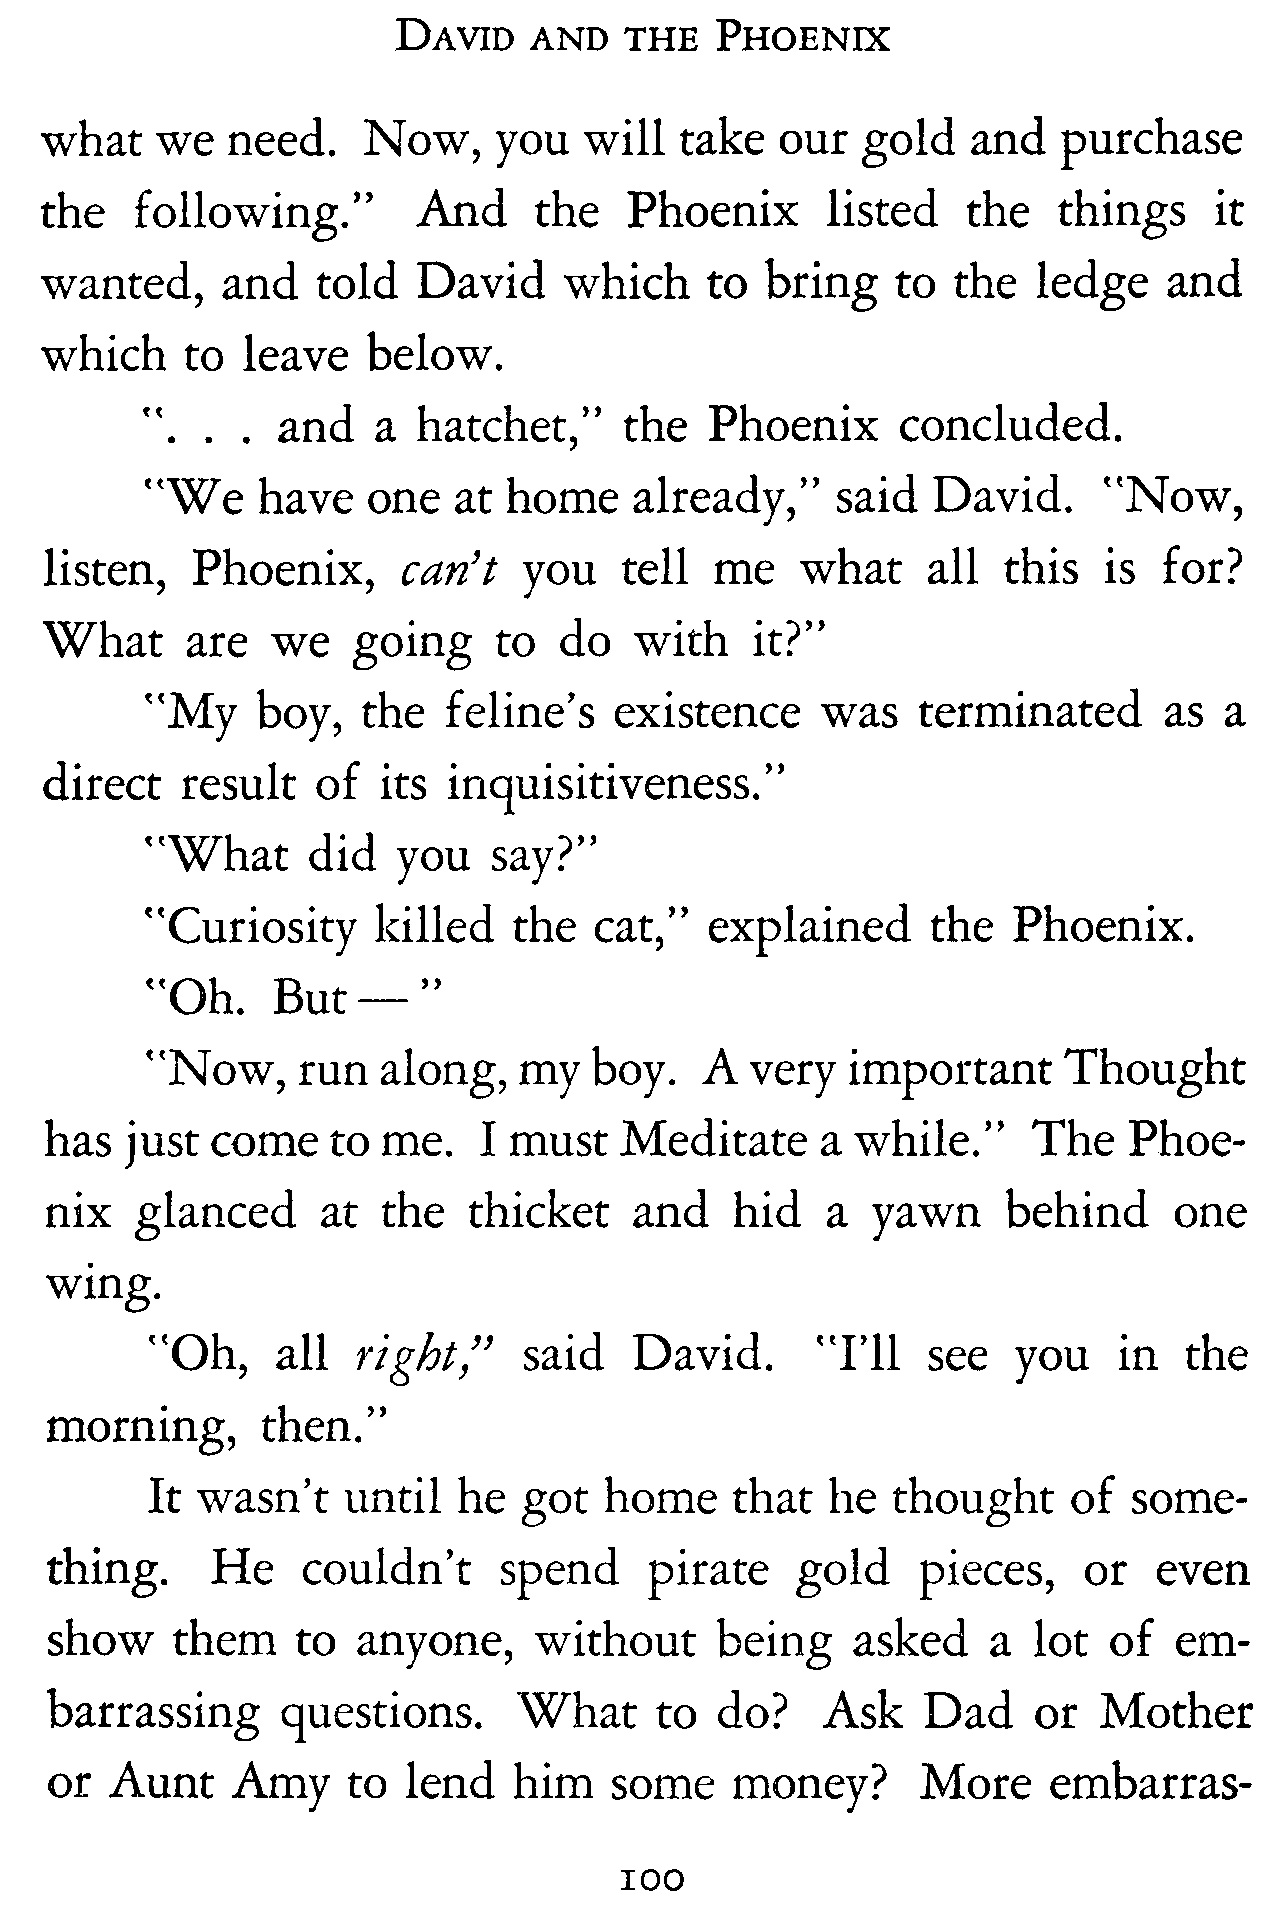 DAVID AND THE PHOENIX
what we need. Now, you will take our gold and purchase
the following.” And the Phoenix listed the things it
wanted, and told David which to bring to the ledge and
which to leave below.
“. . . and a hatchet,” the Phoenix concluded.
“We have one at home already,” said David. “Now,
listen, Phoenix, can’t you tell me what all this is for?
What are we going to do with it?”
“My boy, the feline’s existence was terminated as a
direct result of its inquisitiveness.”
“What did you say?”
“Curiosity killed the cat,” explained the Phoenix.
“Oh. But — ”
“Now, run along, my boy. A very important Thought
has just come to me. I must Meditate a while.” The Phoe-
nix glanced at the thicket and hid a yawn behind one
wing.
“Oh, all right,” said David. “I’ll see you in the
morning, then.”
It wasn’t until he got home that he thought of some-
thing. He couldn’t spend pirate gold pieces, or even
show them to anyone, without being asked a lot of em-
barrassing questions. What to do? Ask Dad or Mother
or Aunt Amy to lend him some money? More embarras-
100